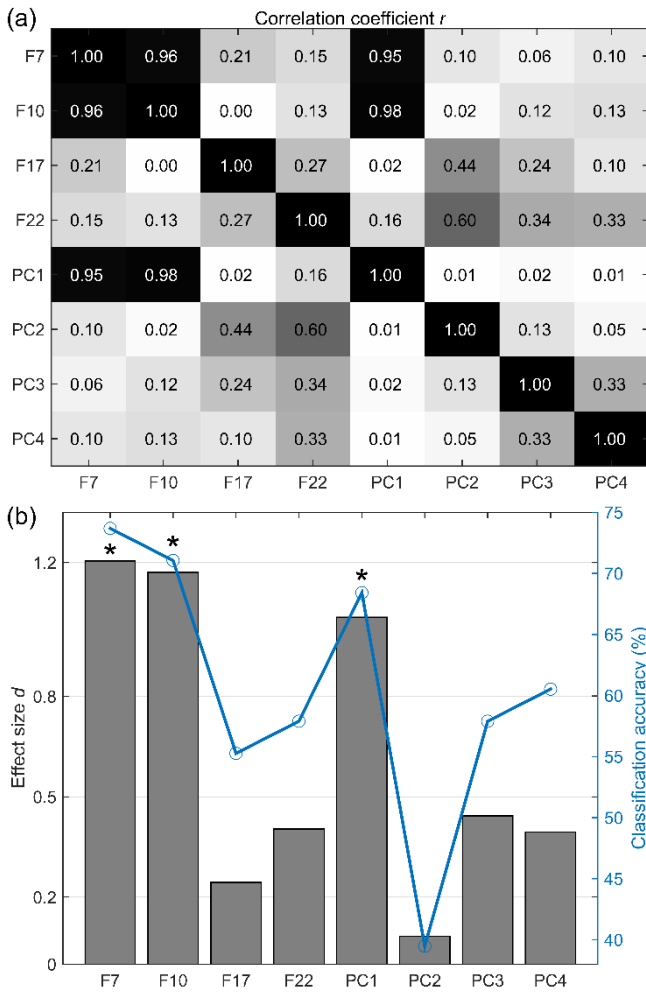 (a) Correlation coefficient r
F7 1.00 0.96 0.21 0.15 0.95 0.10 0.06 0.10
F10 0.96 1.00 0.00 0.13 0.98 0.02 0.12 0.13
F17 0.21 0.00 1.00 0.27 0.02 0.44 0.24 0.10
F22 0.15 0.13 0.27 1.00 0.16 0.60 0.34 0.33
PC1 0.95 0.98 0.02 0.16 1.00 0.01 0.02 0.01
PC2 0.10 0.02 0.44 0.60 0.01 1.00 0.13 0.05
PC3 0.06 0.12 0.24 0.34 0.02 0.13 1.00 0.33
PC4 0.10 0.13 0.10 0.33 0.01 0.05 0.33 1.00
F7 F10 F17 F22 PC1 PC2 PC3 PC4
(b)
Effect size d
1.2
0.8
0.5
0.2
0
* * *
75
70
65
60
55
50
45
40
Classification accuracy (%)
F7 F10 F17 F22 PC1 PC2 PC3 PC4